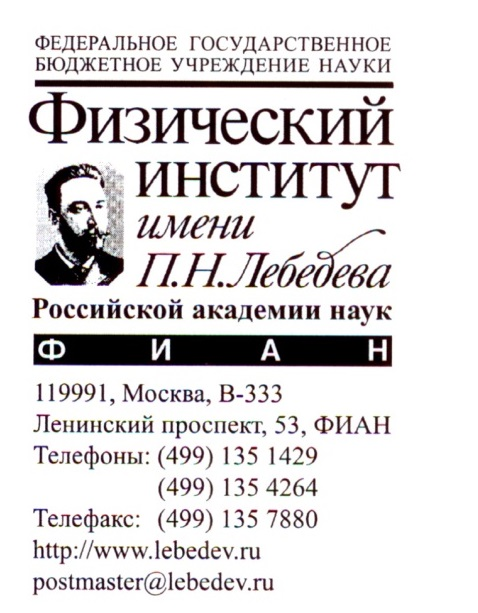 ФЕДЕРАЛЬНОЕ ГОСУДАРСТВЕННОЕ
БЮДЖЕТНОЕ УЧРЕЖДЕНИЕ НАУКИ
Физический
институт
имени
П.Н.Лебедева
Российской академии наук
Ф И А Н
119991, Москва, В-333
Ленинский проспект, 53, ФИАН
Телефоны: (499) 135 1429
(499) 135 4264
Телефакс: (499) 135 7880
http://www.lebedev.ru
postmaster@lebedev.ru